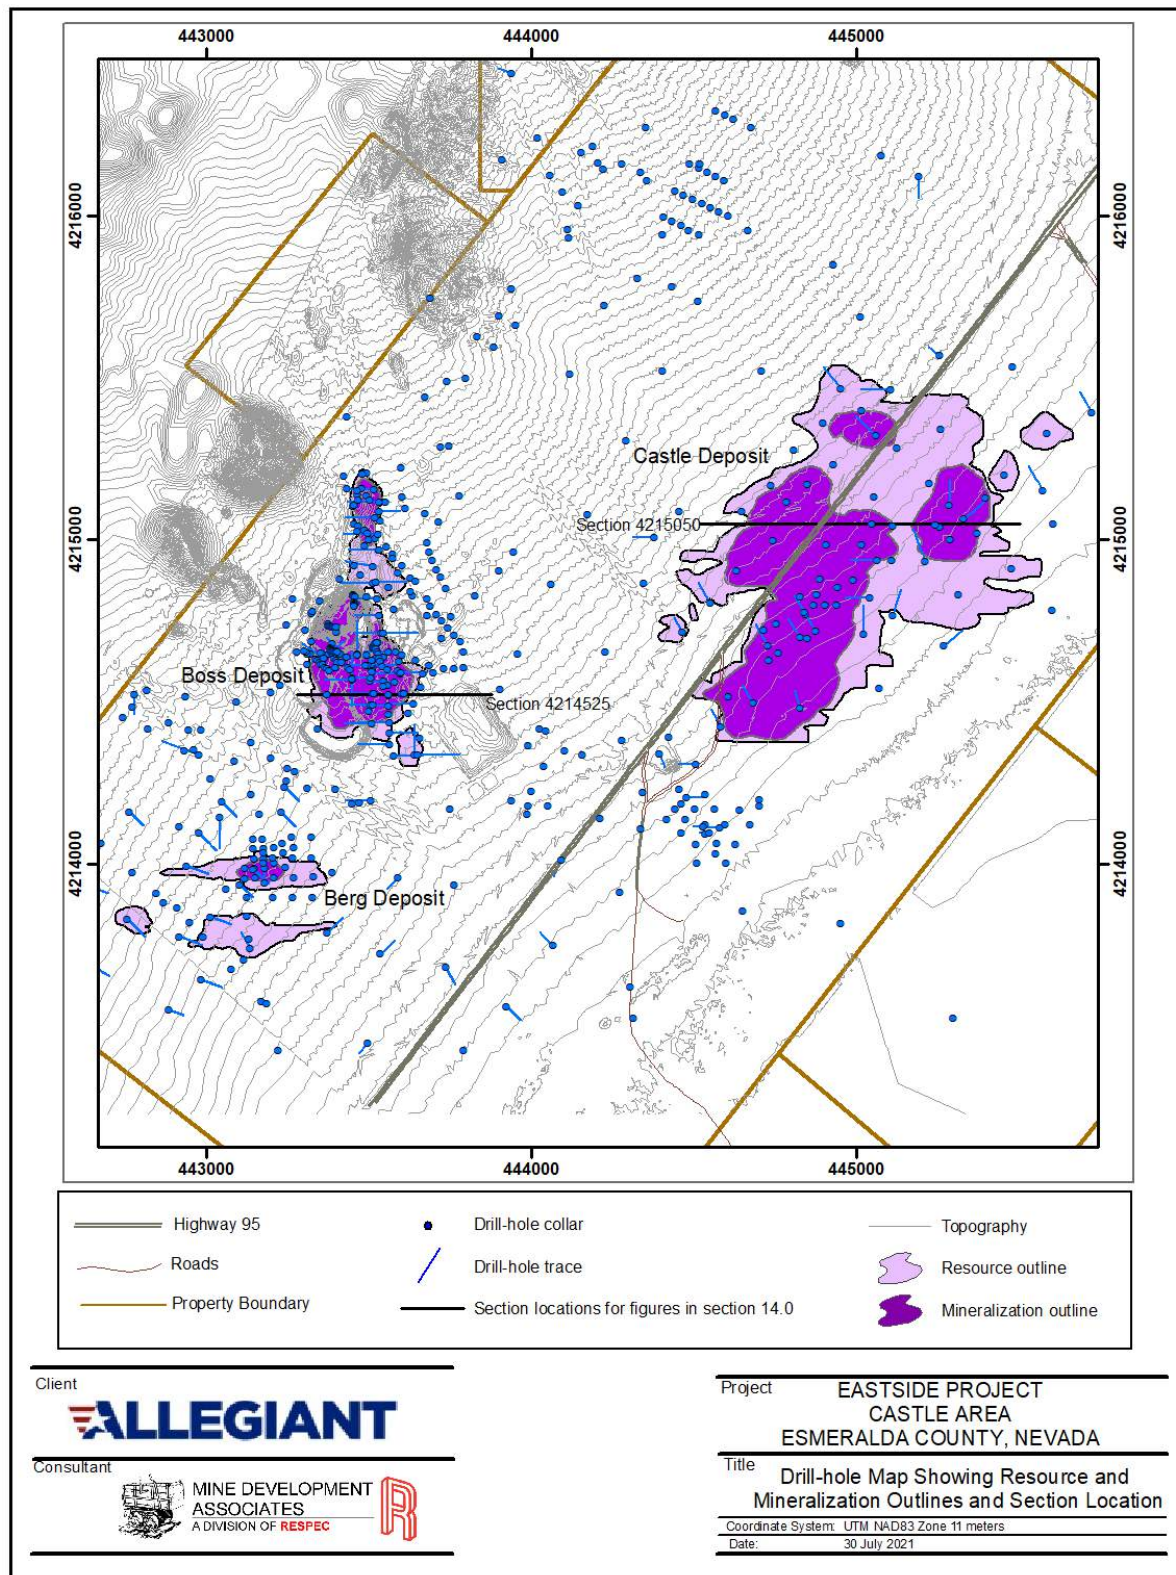 443000
444000
445000
4216000
4216000
Castle Deposit
Section 4215050
4215000
4215000
Boss Deposit
Section 4214525
4214000
4214000
Berg Deposit
443000
444000
445000
Highway 95
Drill-hole collar
Topography
Roads
Drill-hole trace
Resource outline
Property Boundary
Section locations for figures in section 14.0
Mineralization outline
Client
ALLEGIANT
Consultant
MINE DEVELOPMENT
ASSOCIATES
A DIVISION OF RESPEC
Project
EASTSIDE PROJECT
CASTLE AREA
ESMERALDA COUNTY, NEVADA
Title
Drill-hole Map Showing Resource and
Mineralization Outlines and Section Location
Coordinate System: UTM NAD83 Zone 11 meters
Date: 30 July 2021